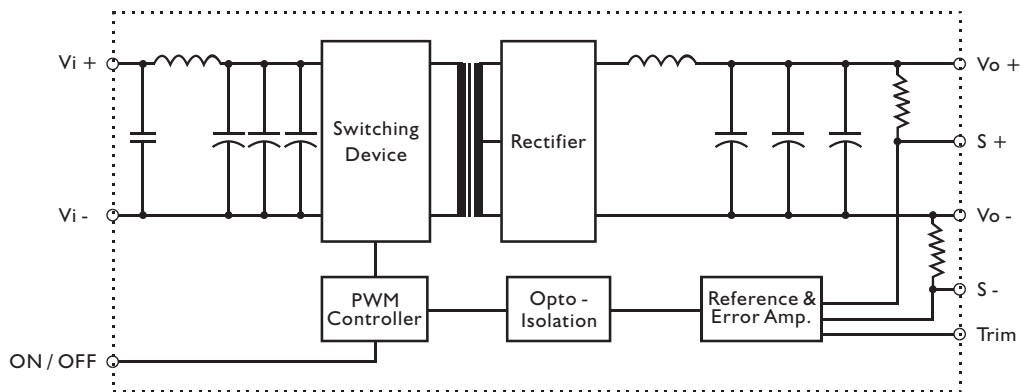 Vi +
Vo +
Switching
Device
Rectifier
S +
Vi -
Vo -
PWM
Controller
Opto -
Isolation
Reference &
Error Amp.
S -
Trim
ON / OFF